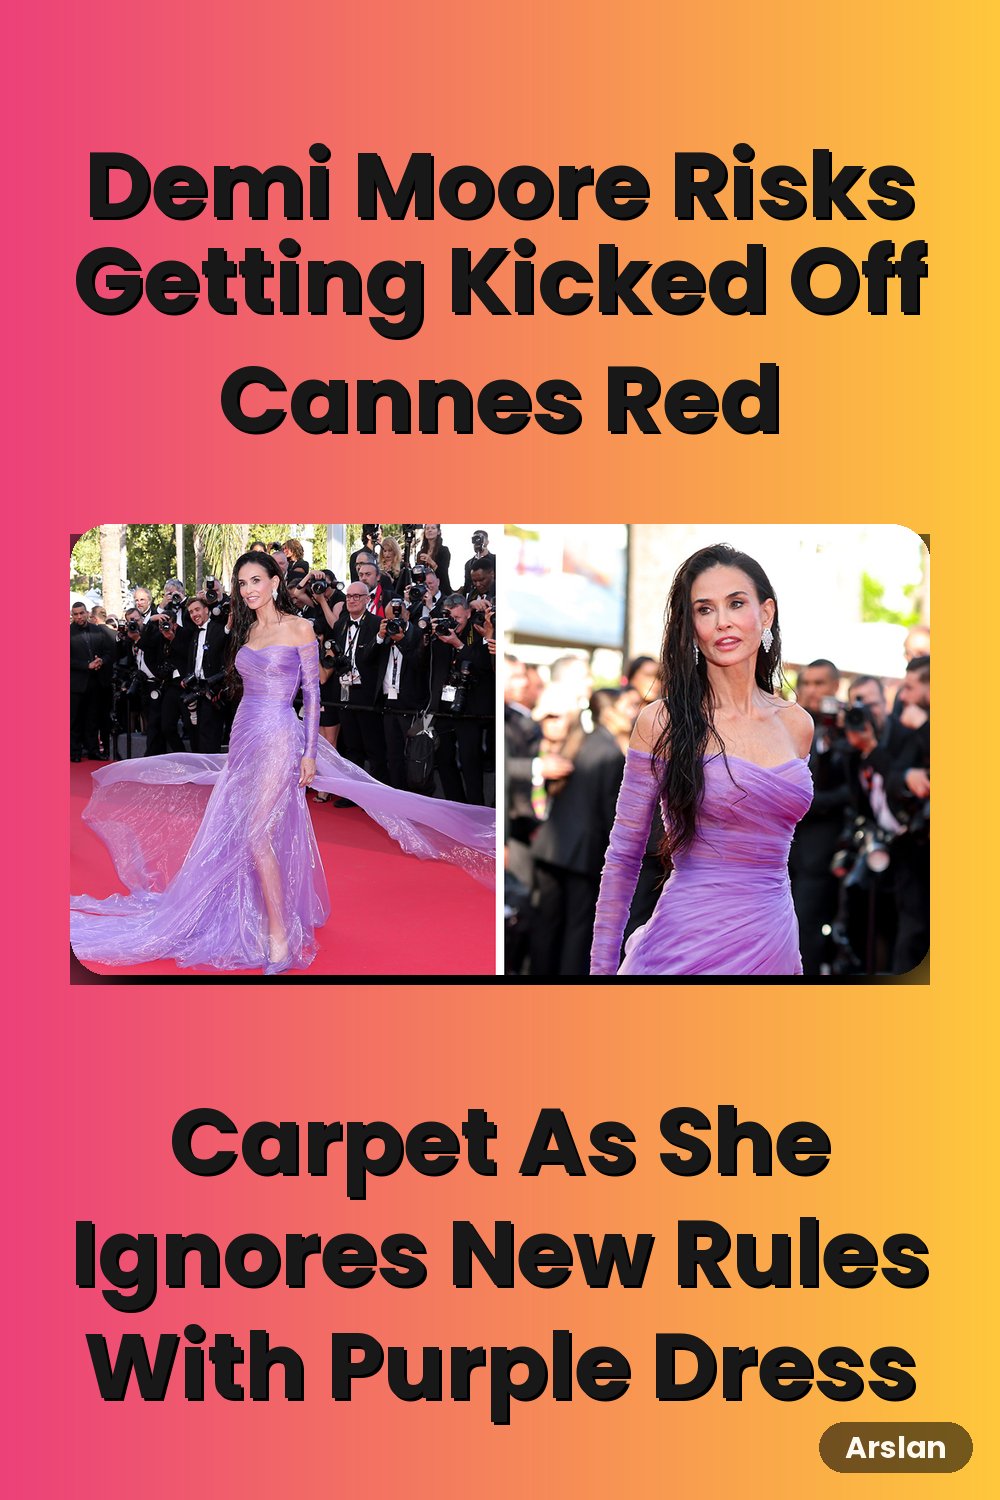 Demi Moore Risks
Getting Kicked Off
Cannes Red
Carpet As She
Ignores New Rules
With Purple Dress
Arslan